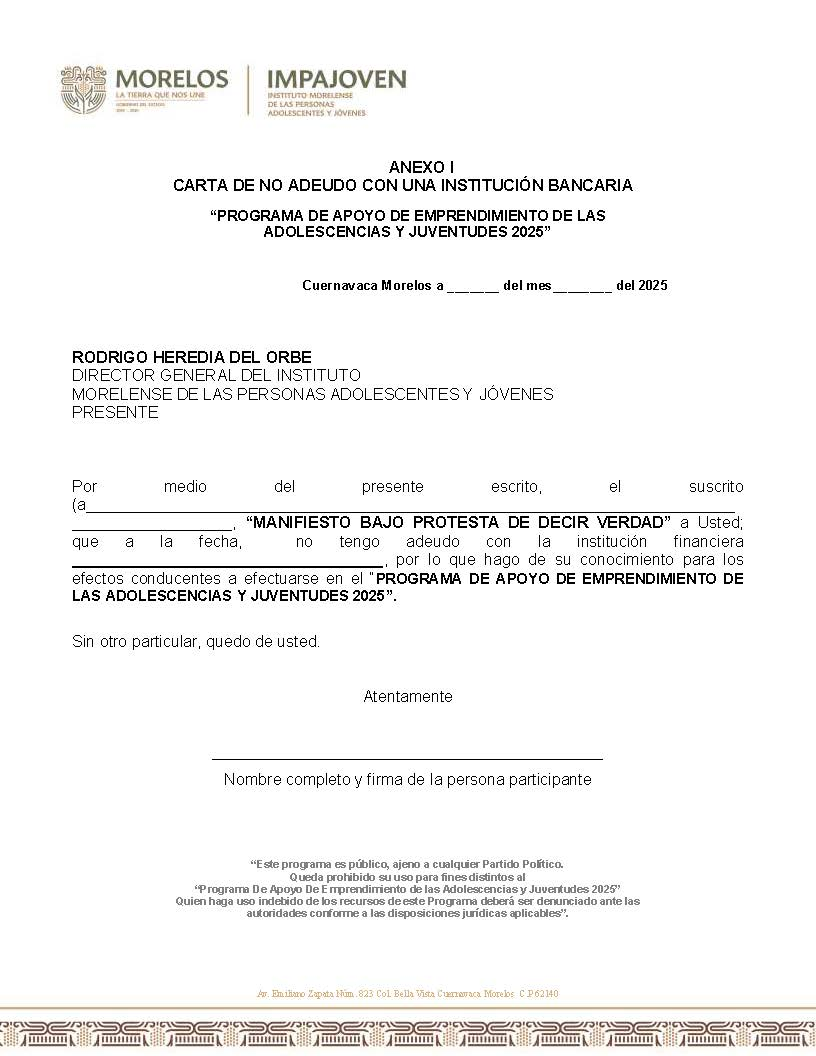 MORELOS
LA TIERRA QUE NOS UNE
GOBIERNO DEL ESTADO
IMPAJOVEN
INSTITUTO MORELENSE
DE LAS PERSONAS
ADOLESCENTES Y JÓVENES
ANEXO I
CARTA DE NO ADEUDO CON UNA INSTITUCIÓN BANCARIA
“PROGRAMA DE APOYO DE EMPRENDIMIENTO DE LAS
ADOLESCENCIAS Y JUVENTUDES 2025”
Cuernavaca Morelos a _______ del mes________ del 2025
RODRIGO HEREDIA DEL ORBE
DIRECTOR GENERAL DEL INSTITUTO
MORELENSE DE LAS PERSONAS ADOLESCENTES Y JÓVENES
PRESENTE
Por medio del presente escrito, el suscrito
(a___________________________________________________________________________
__________________, “MANIFIESTO BAJO PROTESTA DE DECIR VERDAD” a Usted;
que a la fecha, no tengo adeudo con la institución financiera
___________________________________, por lo que hago de su conocimiento para los
efectos conducentes a efectuarse en el “PROGRAMA DE APOYO DE EMPRENDIMIENTO DE
LAS ADOLESCENCIAS Y JUVENTUDES 2025”.
Sin otro particular, quedo de usted.
Atentamente
____________________________________________
Nombre completo y firma de la persona participante
“Este programa es público, ajeno a cualquier Partido Político.
Queda prohibido su uso para fines distintos al
“Programa De Apoyo De Emprendimiento de las Adolescencias y Juventudes 2025”
Quien haga uso indebido de los recursos de este Programa deberá ser denunciado ante las
autoridades conforme a las disposiciones jurídicas aplicables”.
Av. Emiliano Zapata Núm. 823 Col. Bella Vista Cuernavaca Morelos C.P 62140